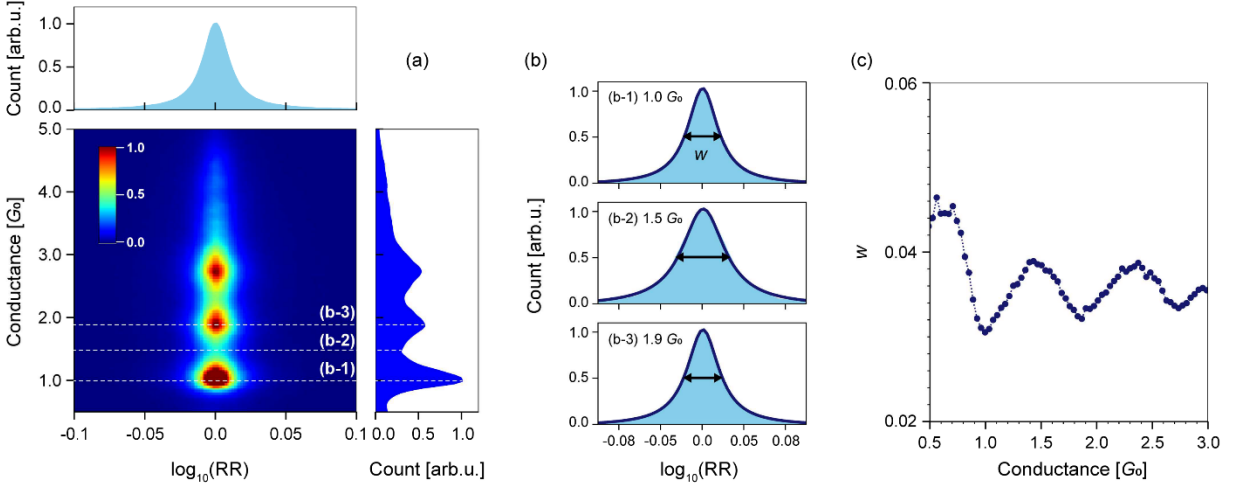 (a)
Count [arb.u.]
1.0
0.5
0.0
5.0
4.0
3.0
2.0
1.0
Conductance [G₀]
1.0
0.5
0.0
(b-3)
(b-2)
(b-1)
-0.1
-0.05
0.0
0.05
0.1
log₁₀(RR)
0.0
0.5
1.0
Count [arb.u.]
(b)
Count [arb.u.]
(b-1) 1.0 G₀
1.0
0.5
0.0
w
(b-2) 1.5 G₀
1.0
0.5
0.0
(b-3) 1.9 G₀
1.0
0.5
0.0
-0.08
-0.05
0.0
0.05
0.08
log₁₀(RR)
(c)
0.06
0.04
0.02
w
0.5
1.0
1.5
2.0
2.5
3.0
Conductance [G₀]